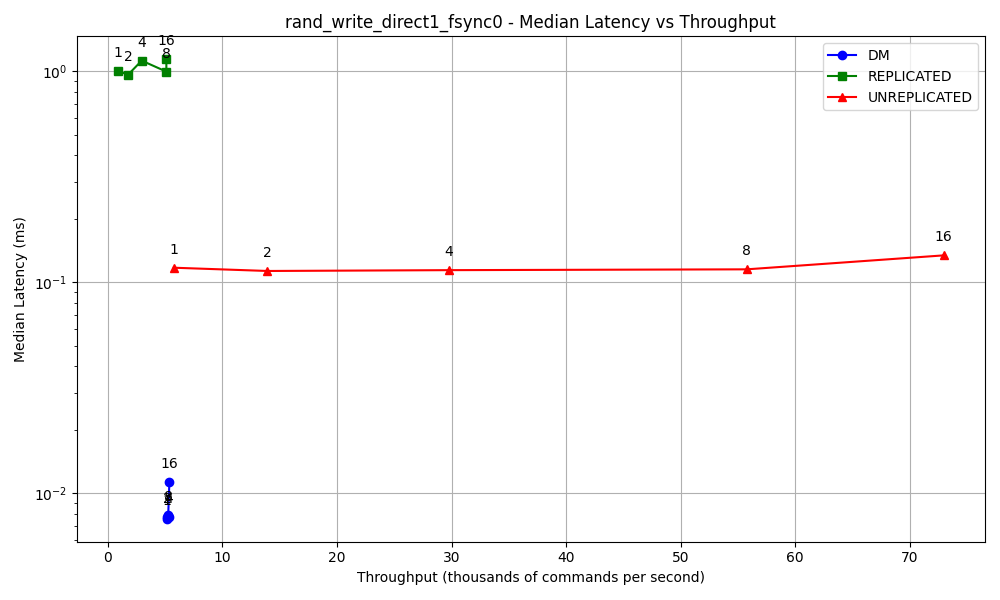 rand_write_direct1_fsync0 - Median Latency vs Throughput
DM
REPLICATED
UNREPLICATED
1
2
4
8
16
1
2
4
8
16
16
10⁰
10⁻¹
10⁻²
Median Latency (ms)
0 10 20 30 40 50 60 70
Throughput (thousands of commands per second)